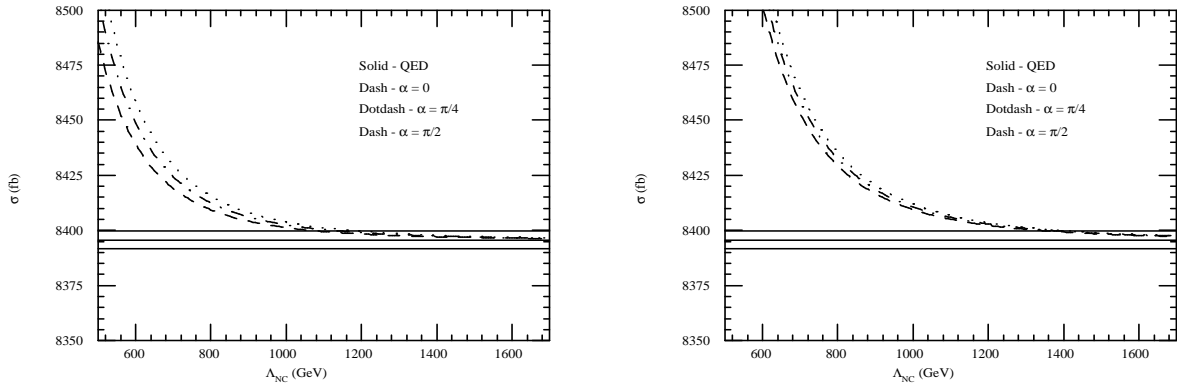 8500
8475
8450
8425
8400
8375
8350
σ (fb)
600
800
1000
1200
1400
1600
Λ_NC (GeV)
Solid - QED
Dash - α = 0
Dotdash - α = π/4
Dash - α = π/2
8500
8475
8450
8425
8400
8375
8350
σ (fb)
600
800
1000
1200
1400
1600
Λ_NC (GeV)
Solid - QED
Dash - α = 0
Dotdash - α = π/4
Dash - α = π/2